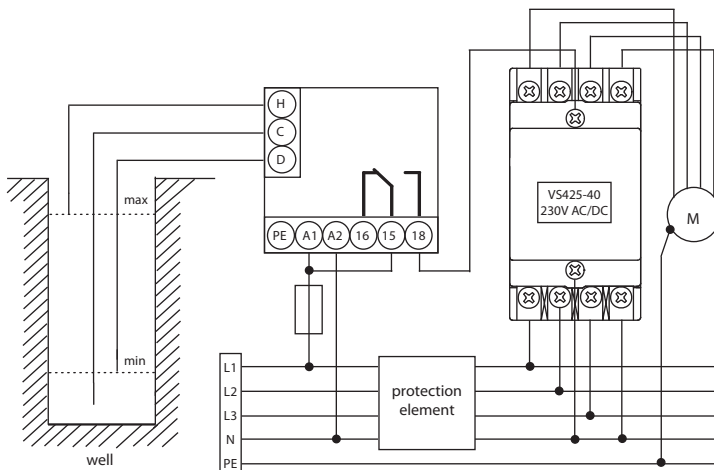 H
C
D
max
VS425-40
230V AC/DC
M
PE A1 A2 16 15 18
min
L1
L2
L3
N
PE
protection
element
well